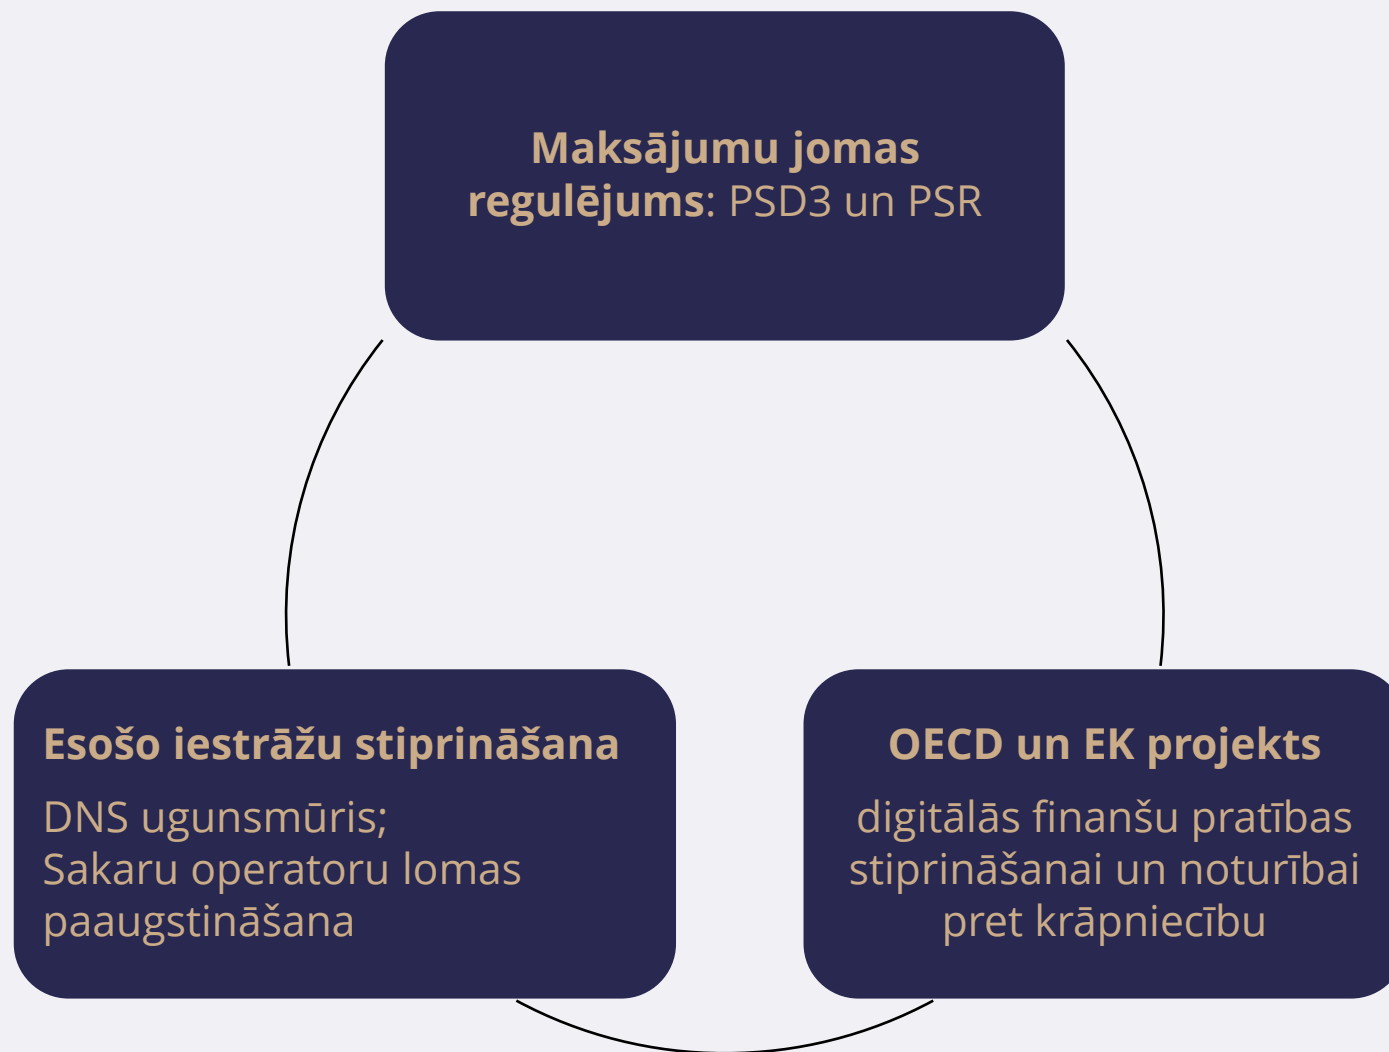 Maksājumu jomas
regulējums: PSD3 un PSR
Esošo iestrāžu stiprināšana
DNS ugunsmūris;
Sakaru operatoru lomas
paaugstināšana
OECD un EK projekts
digitālās finanšu pratības
stiprināšanai un noturībai
pret krāpniecību